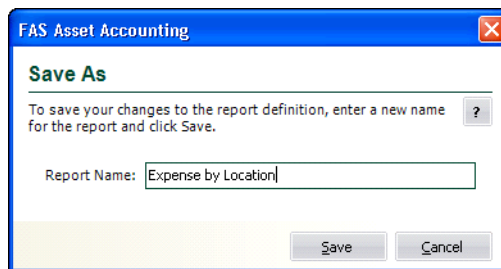 FAS Asset Accounting
Save As
To save your changes to the report definition, enter a new name
for the report and click Save.
?
Report Name: Expense by Location
Save Cancel